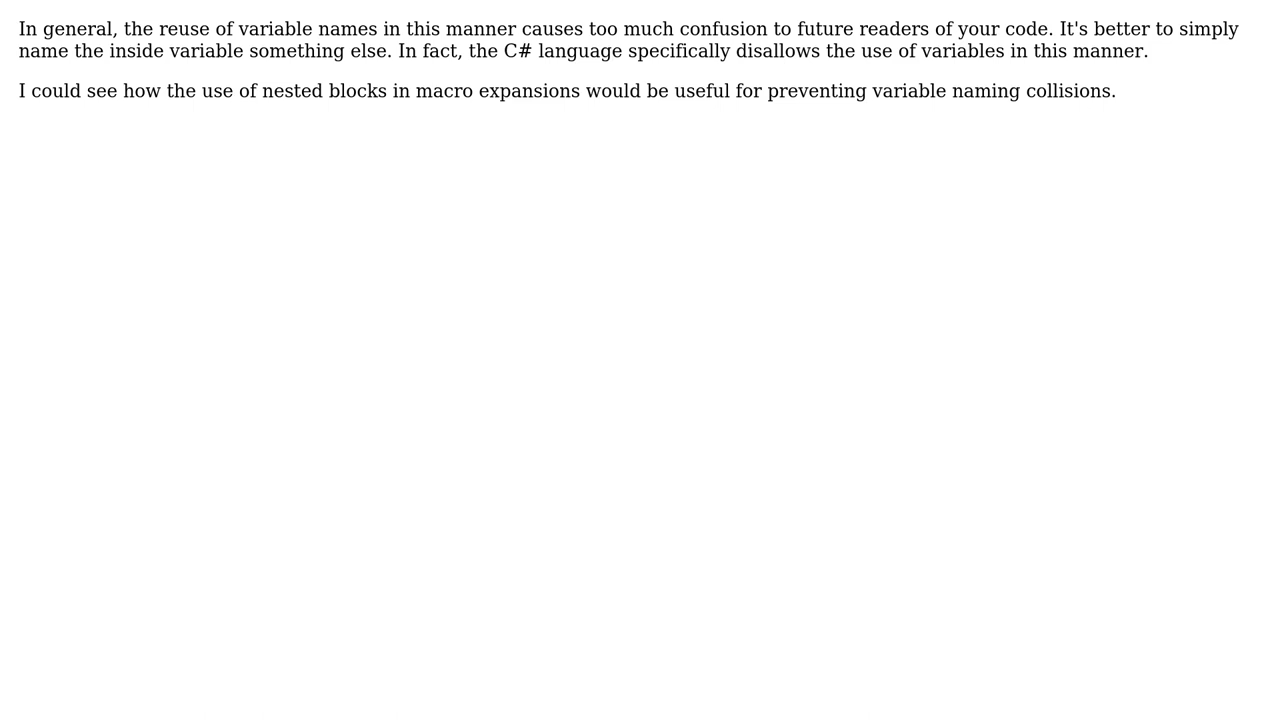 In general, the reuse of variable names in this manner causes too much confusion to future readers of your code. It's better to simply
name the inside variable something else. In fact, the C# language specifically disallows the use of variables in this manner.
I could see how the use of nested blocks in macro expansions would be useful for preventing variable naming collisions.